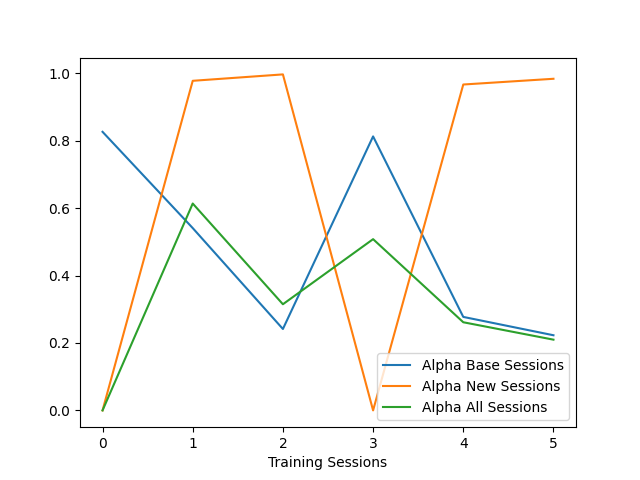 1.0
0.8
0.6
0.4
0.2
0.0
0 1 2 3 4 5
Training Sessions
Alpha Base Sessions
Alpha New Sessions
Alpha All Sessions